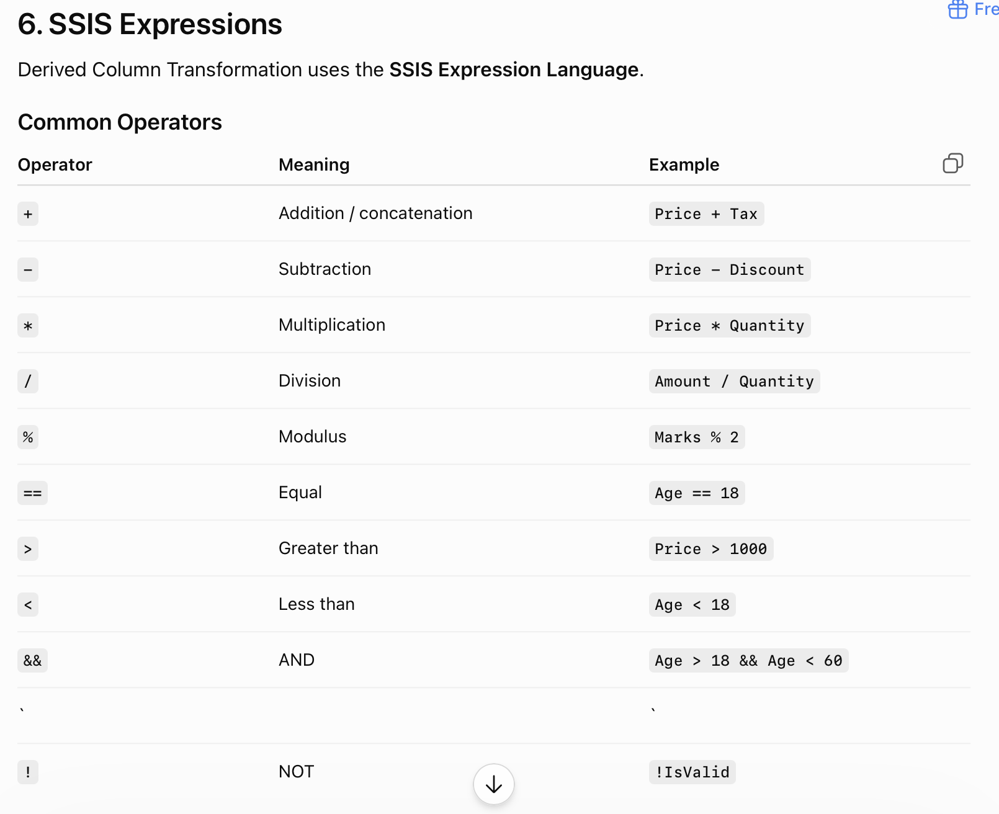 6. SSIS Expressions
Fre
Derived Column Transformation uses the SSIS Expression Language.
Common Operators
Operator Meaning Example
+ Addition / concatenation Price + Tax
- Subtraction Price - Discount
* Multiplication Price * Quantity
/ Division Amount / Quantity
% Modulus Marks % 2
== Equal Age == 18
> Greater than Price > 1000
< Less than Age < 18
&& AND Age > 18 && Age < 60
` `
! NOT !IsValid